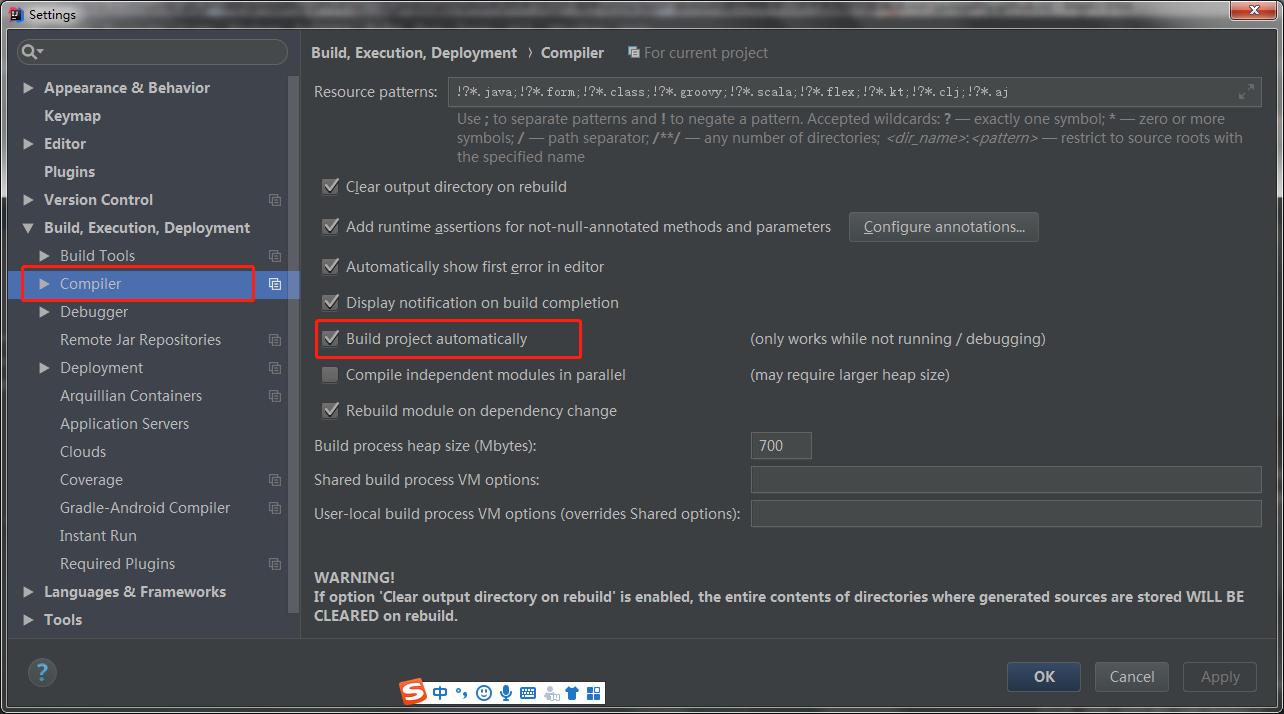 Settings
Appearance & Behavior
Keymap
Editor
Plugins
Version Control
Build, Execution, Deployment
Build Tools
Compiler
Debugger
Remote Jar Repositories
Deployment
Arquillian Containers
Application Servers
Clouds
Coverage
Gradle-Android Compiler
Instant Run
Required Plugins
Languages & Frameworks
Tools
Build, Execution, Deployment › Compiler For current project
Resource patterns: !?*.java;!?*.form;!?*.class;!?*.groovy;!?*.scala;!?*.flex;!?*.kt;!?*.clj;!?*.aj
Use ; to separate patterns and ! to negate a pattern. Accepted wildcards: ? — exactly one symbol; * — zero or more
symbols; / — path separator; /**/ — any number of directories; <dir_name>:<pattern> — restrict to source roots with
the specified name
Clear output directory on rebuild
Add runtime assertions for not-null-annotated methods and parameters Configure annotations...
Automatically show first error in editor
Display notification on build completion
Build project automatically (only works while not running / debugging)
Compile independent modules in parallel (may require larger heap size)
Rebuild module on dependency change
Build process heap size (Mbytes): 700
Shared build process VM options:
User-local build process VM options (overrides Shared options):
WARNING!
If option 'Clear output directory on rebuild' is enabled, the entire contents of directories where generated sources are stored WILL BE
CLEARED on rebuild.
? OK Cancel Apply
S 中 °,